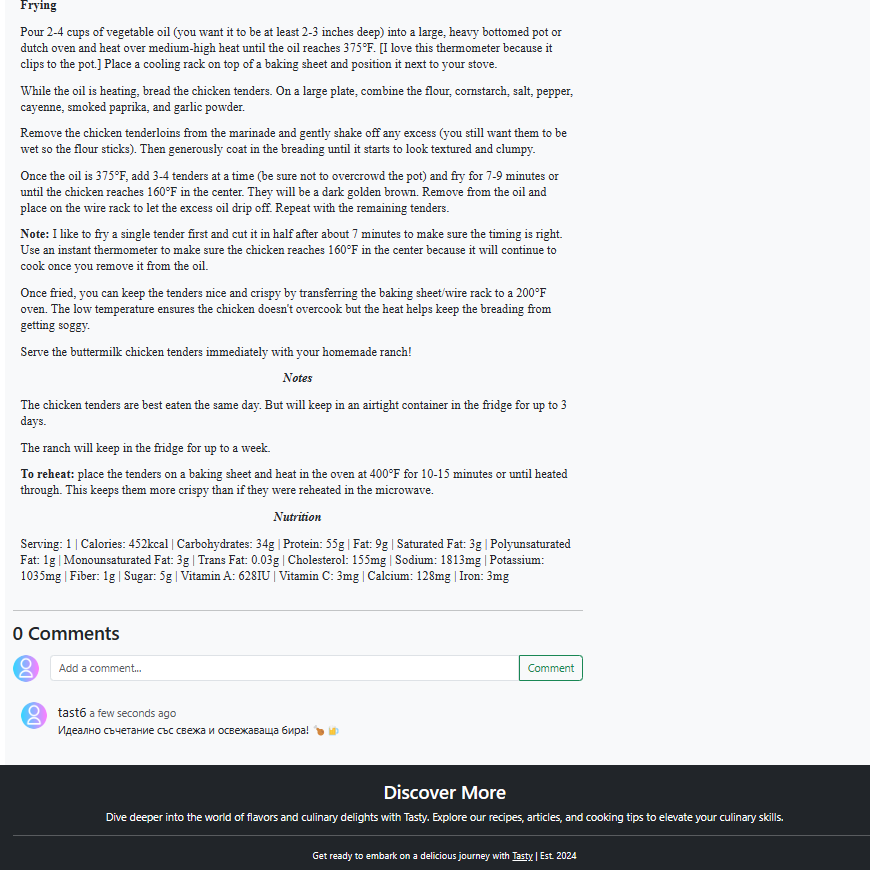 Frying
Pour 2-4 cups of vegetable oil (you want it to be at least 2-3 inches deep) into a large, heavy bottomed pot or
dutch oven and heat over medium-high heat until the oil reaches 375°F. [I love this thermometer because it
clips to the pot.] Place a cooling rack on top of a baking sheet and position it next to your stove.
While the oil is heating, bread the chicken tenders. On a large plate, combine the flour, cornstarch, salt, pepper,
cayenne, smoked paprika, and garlic powder.
Remove the chicken tenderloins from the marinade and gently shake off any excess (you still want them to be
wet so the flour sticks). Then generously coat in the breading until it starts to look textured and clumpy.
Once the oil is 375°F, add 3-4 tenders at a time (be sure not to overcrowd the pot) and fry for 7-9 minutes or
until the chicken reaches 160°F in the center. They will be a dark golden brown. Remove from the oil and
place on the wire rack to let the excess oil drip off. Repeat with the remaining tenders.
Note: I like to fry a single tender first and cut it in half after about 7 minutes to make sure the timing is right.
Use an instant thermometer to make sure the chicken reaches 160°F in the center because it will continue to
cook once you remove it from the oil.
Once fried, you can keep the tenders nice and crispy by transferring the baking sheet/wire rack to a 200°F
oven. The low temperature ensures the chicken doesn't overcook but the heat helps keep the breading from
getting soggy.
Serve the buttermilk chicken tenders immediately with your homemade ranch!
Notes
The chicken tenders are best eaten the same day. But will keep in an airtight container in the fridge for up to 3
days.
The ranch will keep in the fridge for up to a week.
To reheat: place the tenders on a baking sheet and heat in the oven at 400°F for 10-15 minutes or until heated
through. This keeps them more crispy than if they were reheated in the microwave.
Nutrition
Serving: 1 | Calories: 452kcal | Carbohydrates: 34g | Protein: 55g | Fat: 9g | Saturated Fat: 3g | Polyunsaturated
Fat: 1g | Monounsaturated Fat: 3g | Trans Fat: 0.03g | Cholesterol: 155mg | Sodium: 1813mg | Potassium:
1035mg | Fiber: 1g | Sugar: 5g | Vitamin A: 628IU | Vitamin C: 3mg | Calcium: 128mg | Iron: 3mg
0 Comments
Add a comment... Comment
tast6 a few seconds ago
Идеално съчетание със свежа и освежаваща бира! 🍗 🍻
Discover More
Dive deeper into the world of flavors and culinary delights with Tasty. Explore our recipes, articles, and cooking tips to elevate your culinary skills.
Get ready to embark on a delicious journey with Tasty | Est. 2024